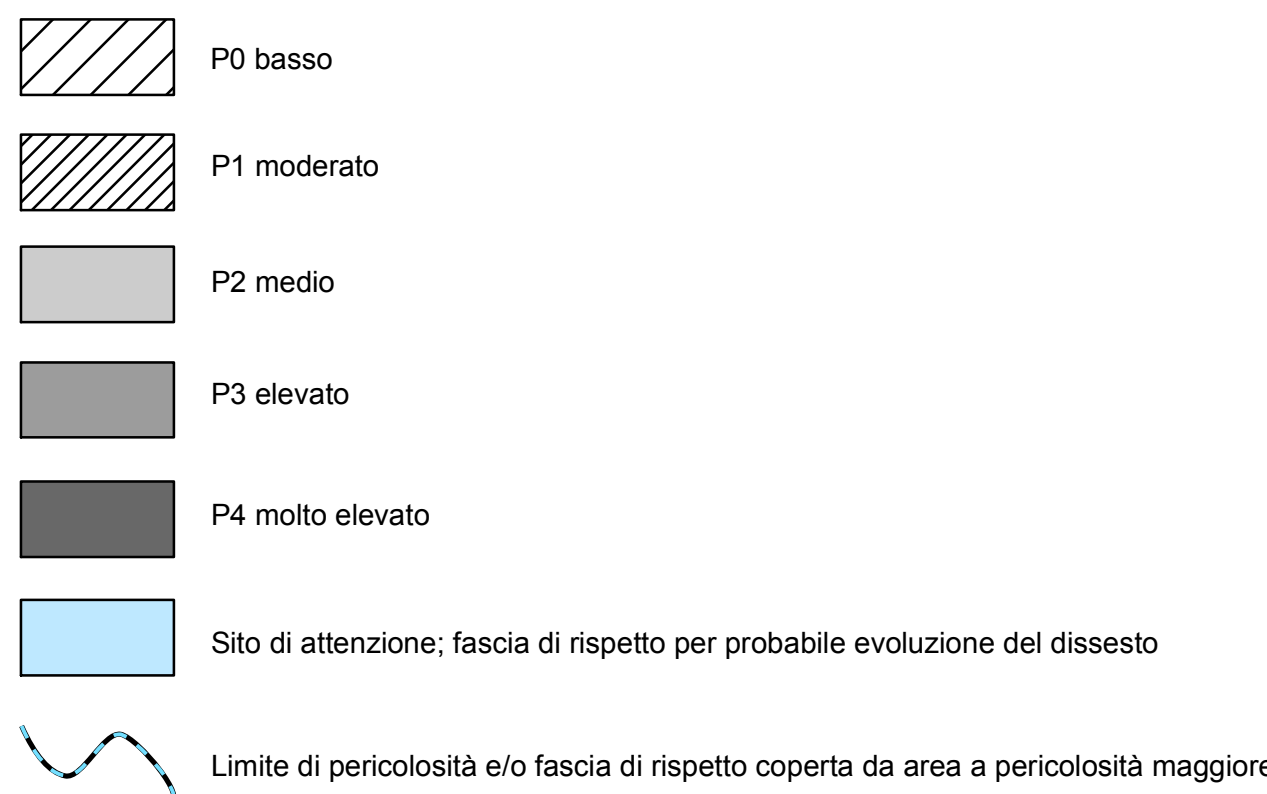 P0 basso
P1 moderato
P2 medio
P3 elevato
P4 molto elevato
Sito di attenzione; fascia di rispetto per probabile evoluzione del dissesto
Limite di pericolosità e/o fascia di rispetto coperta da area a pericolosità maggiore